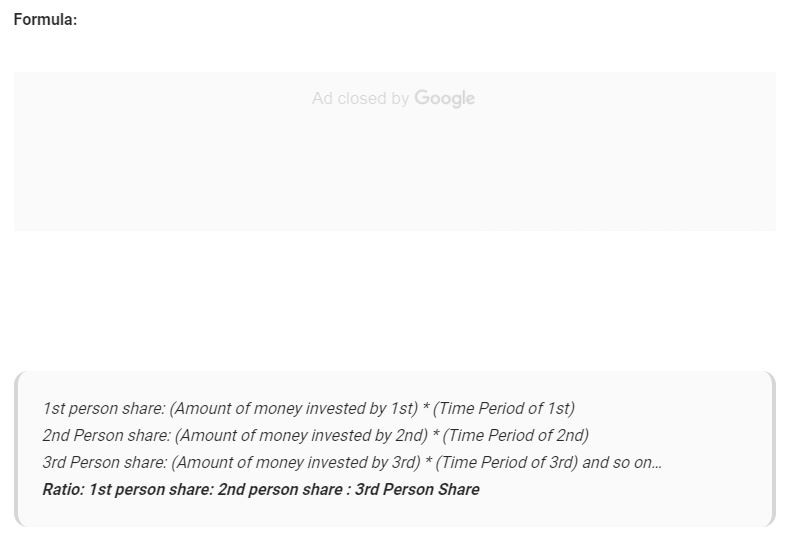 Formula:
Ad closed by Google
1st person share: (Amount of money invested by 1st) * (Time Period of 1st)
2nd Person share: (Amount of money invested by 2nd) * (Time Period of 2nd)
3rd Person share: (Amount of money invested by 3rd) * (Time Period of 3rd) and so on...
Ratio: 1st person share: 2nd person share : 3rd Person Share